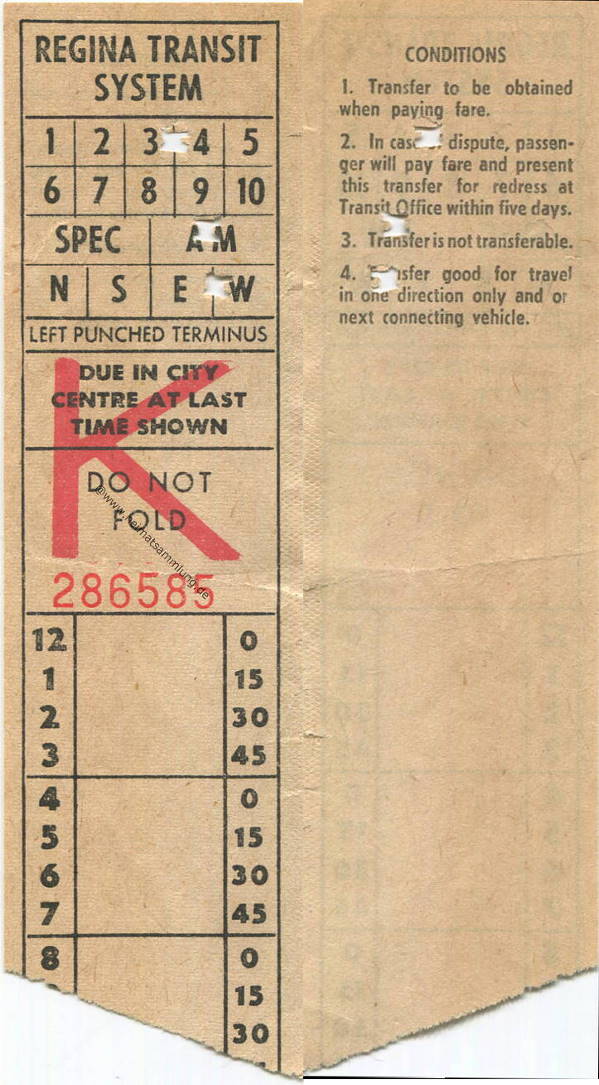 REGINA TRANSIT
SYSTEM
1 2 3 4 5
6 7 8 9 10
SPEC A M
N S E W
LEFT PUNCHED TERMINUS
DUE IN CITY
CENTRE AT LAST
TIME SHOWN
K
DO NOT
FOLD
©www.heimatsammlung.de
286585
12 0
1 15
2 30
3 45
4 0
5 15
6 30
7 45
8 0
15
30
CONDITIONS
1. Transfer to be obtained
when paying fare.
2. In cas dispute, passen-
ger will pay fare and present
this transfer for redress at
Transit Office within five days.
3. Transfer is not transferable.
4. Transfer good for travel
in one direction only and or
next connecting vehicle.